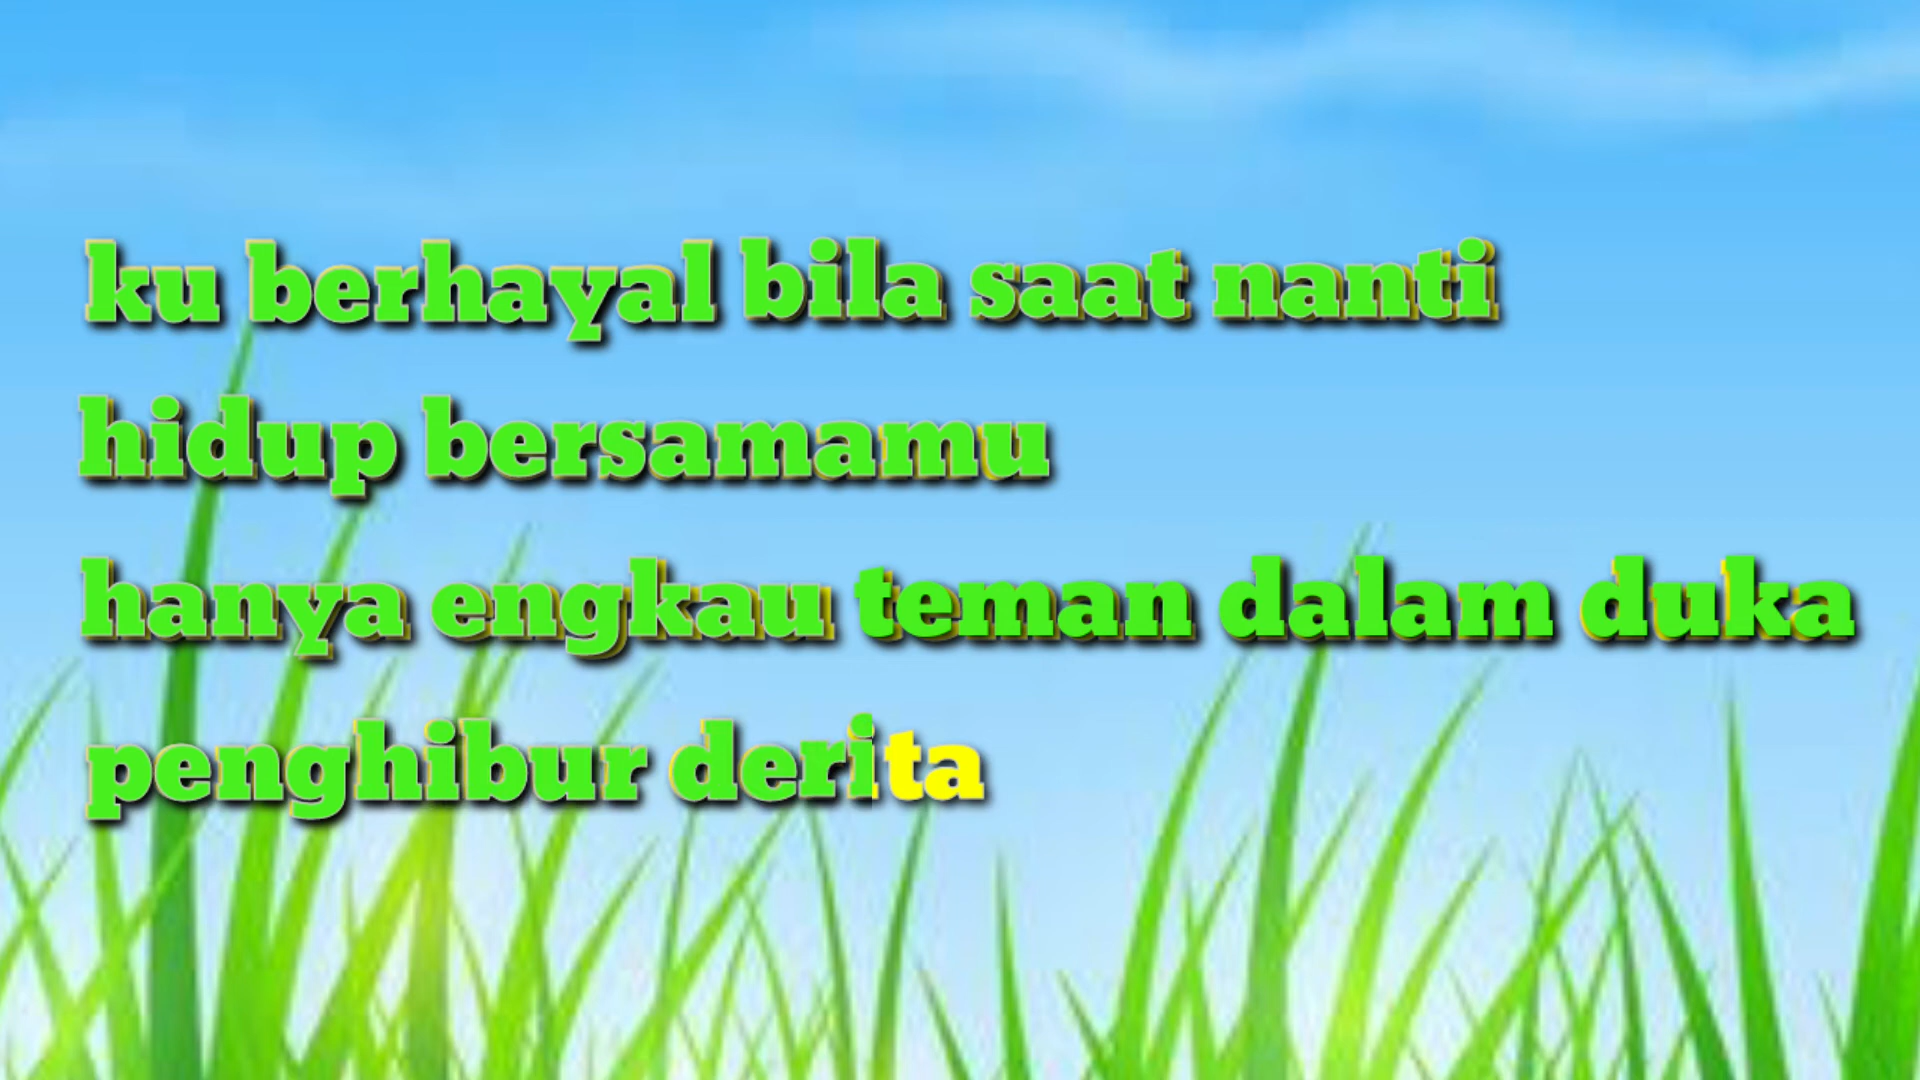 ku berhayal bila saat nanti
hidup bersamamu
hanya engkau teman dalam duka
penghibur derita